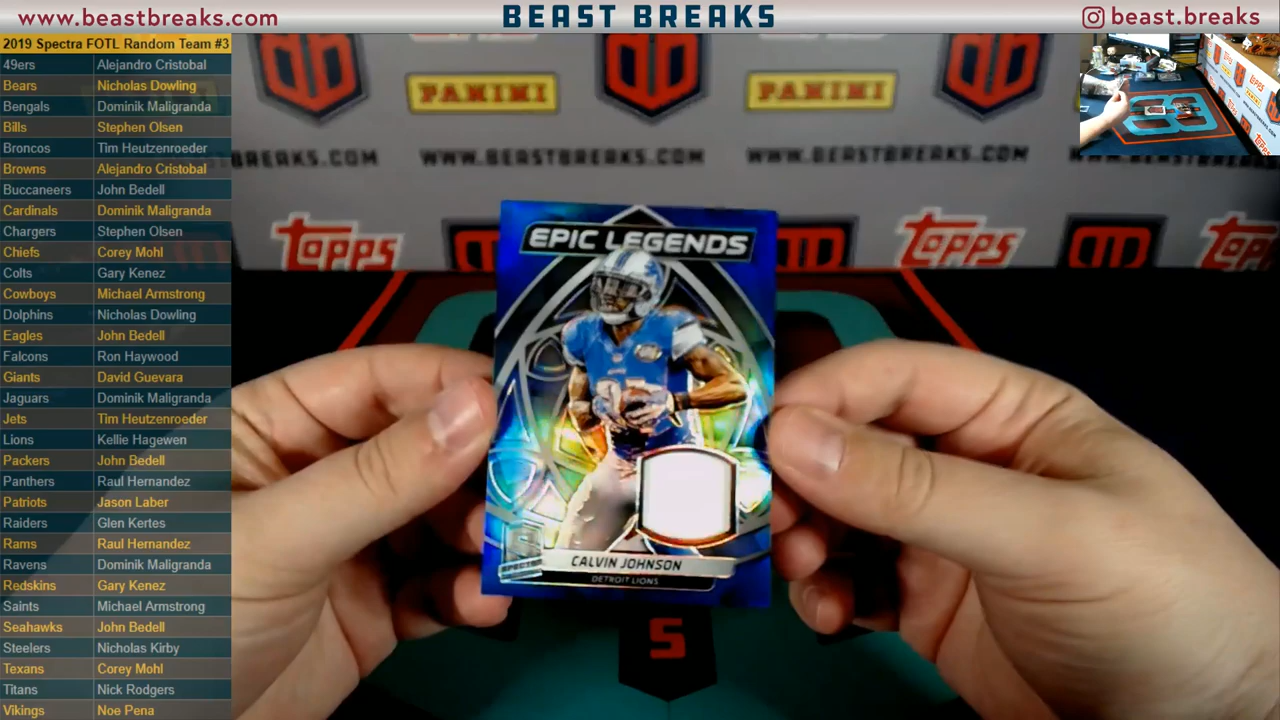 www.beastbreaks.com
BEAST BREAKS
beast.breaks
2019 Spectra FOTL Random Team #3
49ers Alejandro Cristobal
Bears Nicholas Dowling
Bengals Dominik Maligranda
Bills Stephen Olsen
Broncos Tim Heutzenroeder
Browns Alejandro Cristobal
Buccaneers John Bedell
Cardinals Dominik Maligranda
Chargers Stephen Olsen
Chiefs Corey Mohl
Colts Gary Kenez
Cowboys Michael Armstrong
Dolphins Nicholas Dowling
Eagles John Bedell
Falcons Ron Haywood
Giants David Guevara
Jaguars Dominik Maligranda
Jets Tim Heutzenroeder
Lions Kellie Hagewen
Packers John Bedell
Panthers Raul Hernandez
Patriots Jason Laber
Raiders Glen Kertes
Rams Raul Hernandez
Ravens Dominik Maligranda
Redskins Gary Kenez
Saints Michael Armstrong
Seahawks John Bedell
Steelers Nicholas Kirby
Texans Corey Mohl
Titans Nick Rodgers
Vikings Noe Pena
PANINI PANINI
WWW.BEASTBREAKS.COM WWW.BEASTBREAKS.COM
topps topps
topps
EPIC LEGENDS
SPECTRA
CALVIN JOHNSON
DETROIT LIONS
S